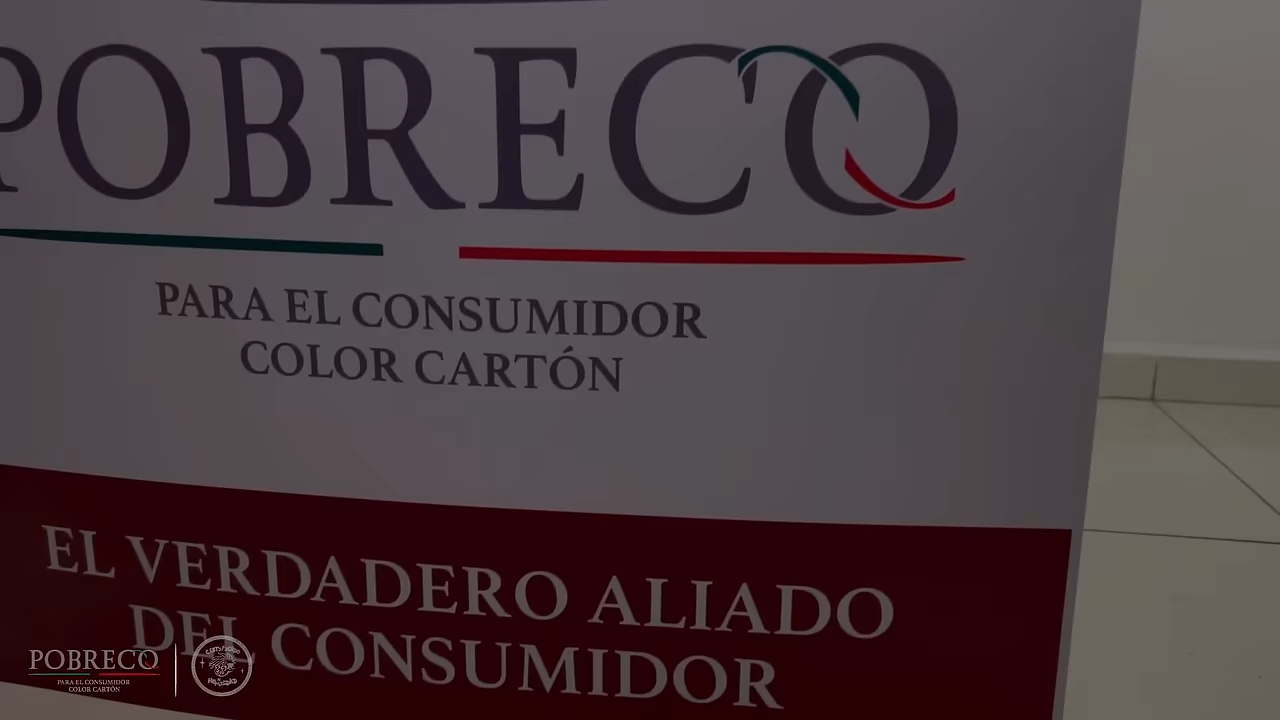 POBRECO
PARA EL CONSUMIDOR
COLOR CARTÓN
EL VERDADERO ALIADO
DEL CONSUMIDOR
POBRECO
PARA EL CONSUMIDOR
COLOR CARTÓN